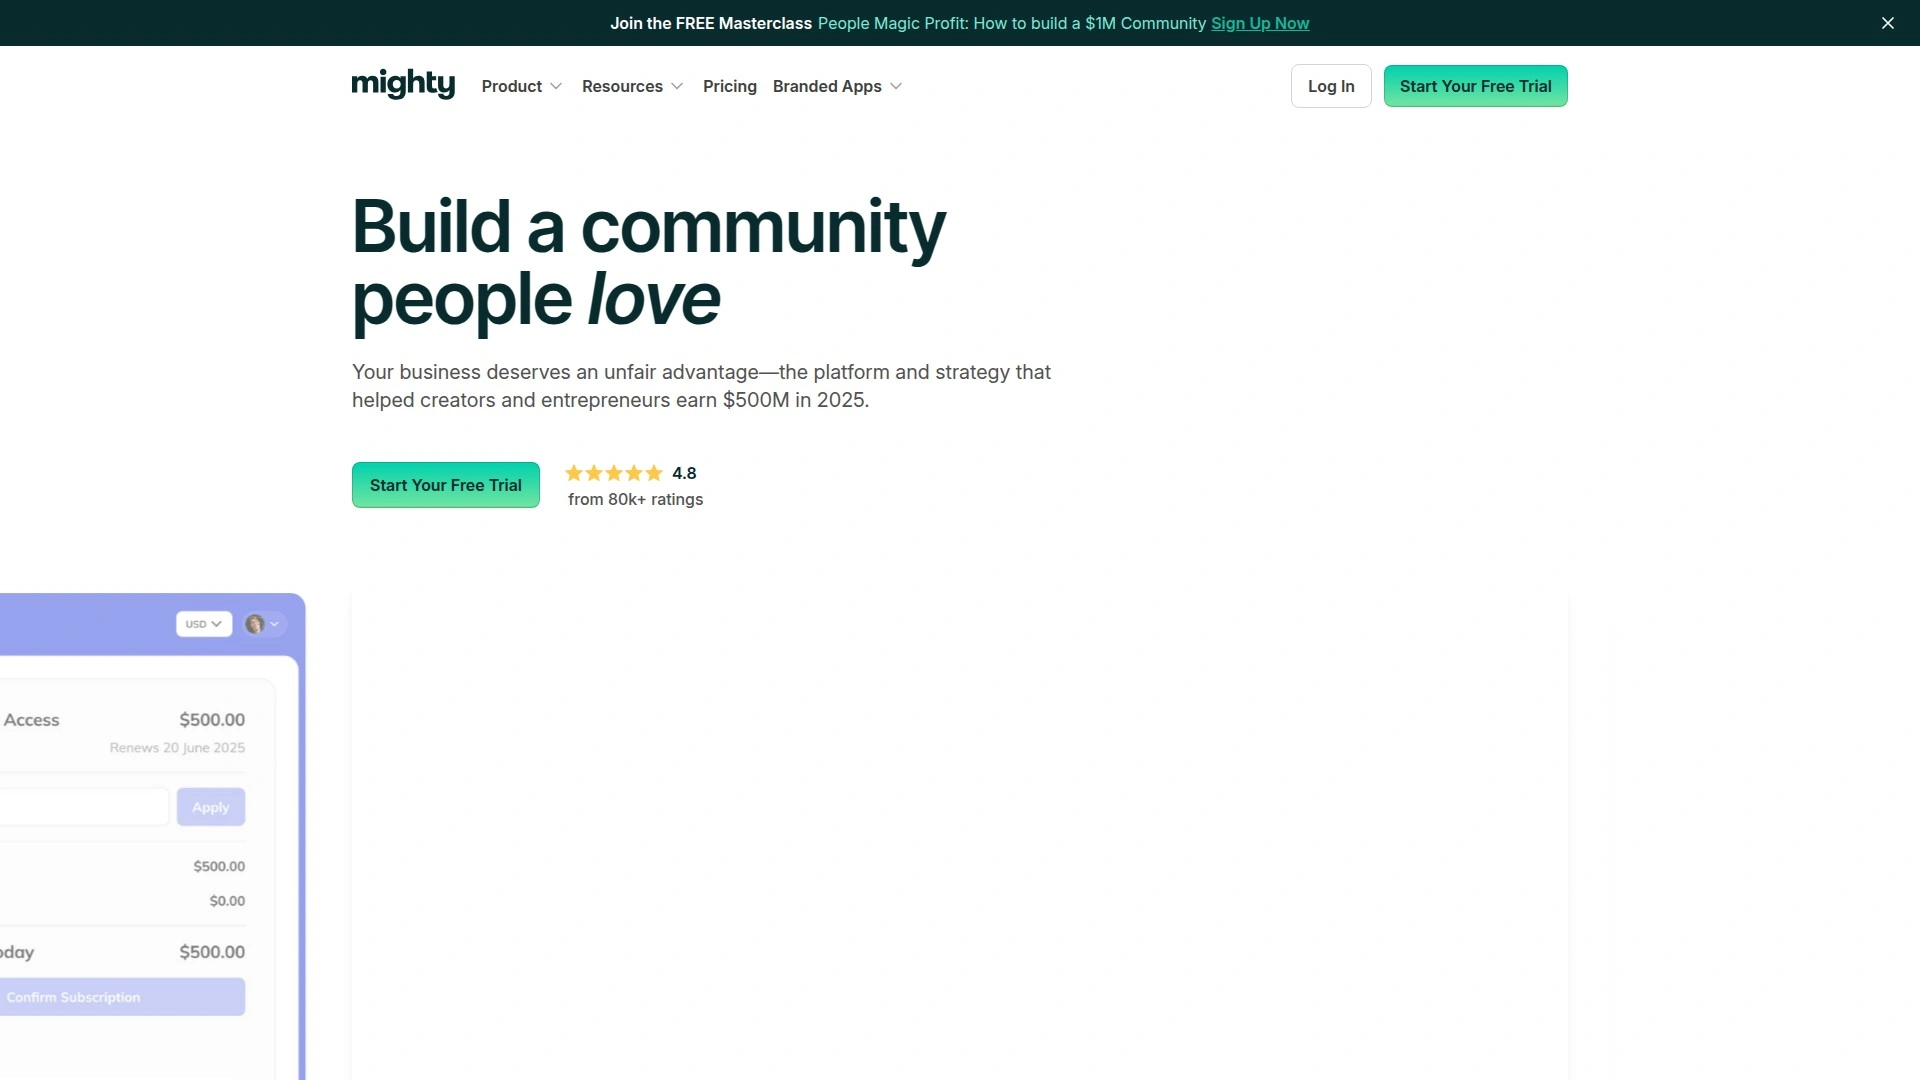 Join the FREE Masterclass People Magic Profit: How to build a $1M Community Sign Up Now
mighty
Product
Resources
Pricing
Branded Apps
Log In
Start Your Free Trial
Build a community
people love
Your business deserves an unfair advantage—the platform and strategy that
helped creators and entrepreneurs earn $500M in 2025.
Start Your Free Trial
4.8
from 80k+ ratings
USD
Access $500.00
Renews 20 June 2025
Apply
$500.00
$0.00
oday $500.00
Confirm Subscription